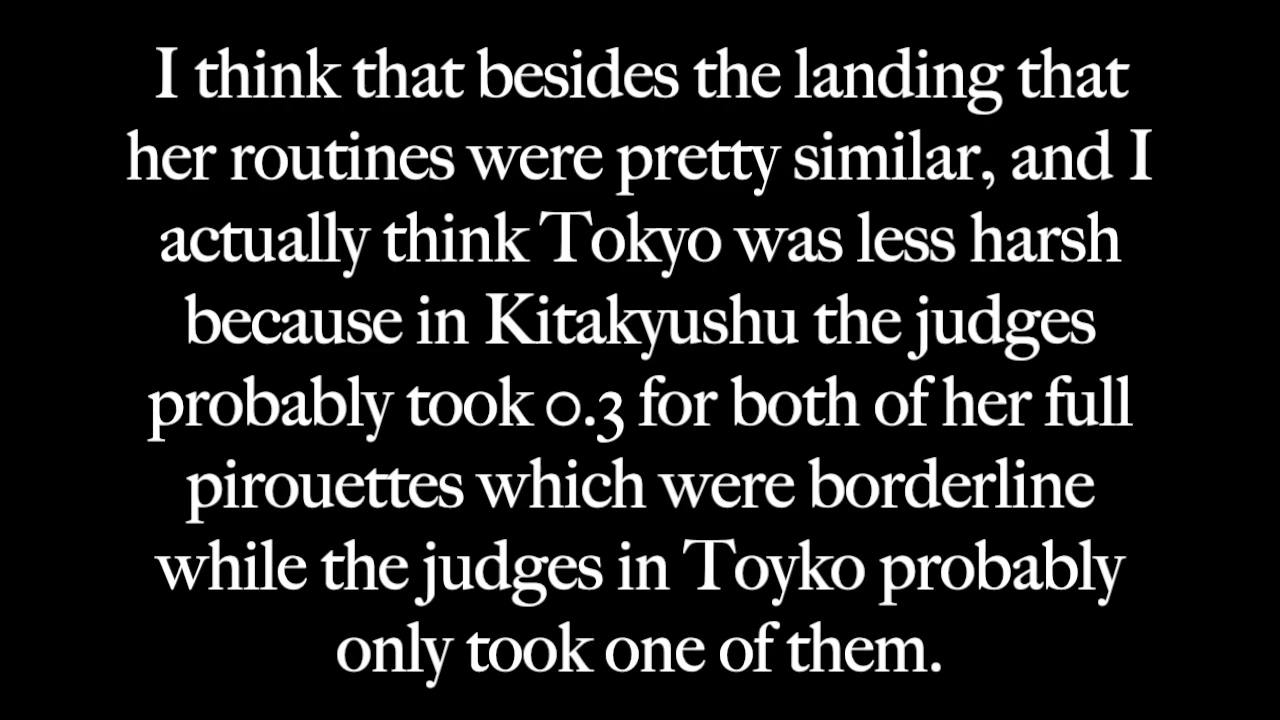 I think that besides the landing that
her routines were pretty similar, and I
actually think Tokyo was less harsh
because in Kitakyushu the judges
probably took 0.3 for both of her full
pirouettes which were borderline
while the judges in Toyko probably
only took one of them.